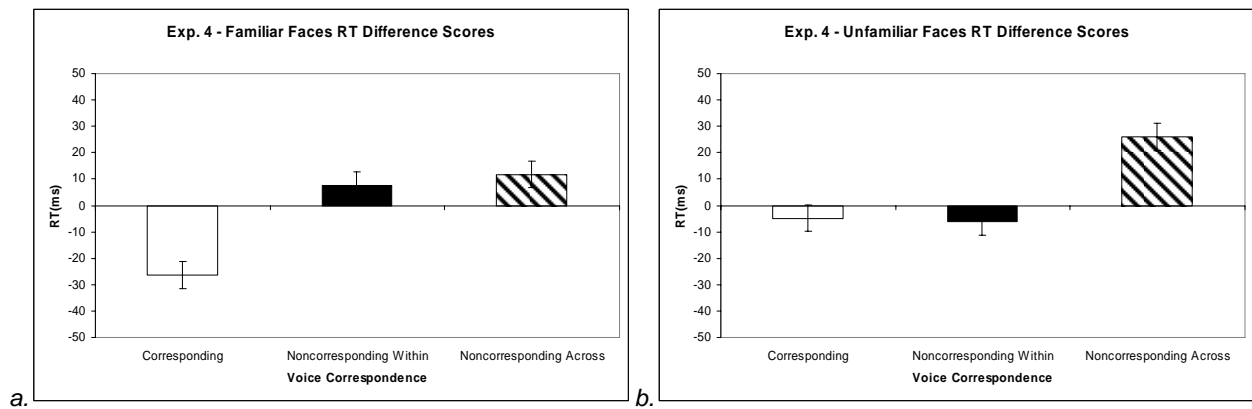 Exp. 4 - Familiar Faces RT Difference Scores
50
40
30
20
10
0
-10
-20
-30
-40
-50
RT(ms)
Corresponding Noncorresponding Within Noncorresponding Across
Voice Correspondence
a.
Exp. 4 - Unfamiliar Faces RT Difference Scores
50
40
30
20
10
0
-10
-20
-30
-40
-50
RT(ms)
Corresponding Noncorresponding Within Noncorresponding Across
Voice Correspondence
b.